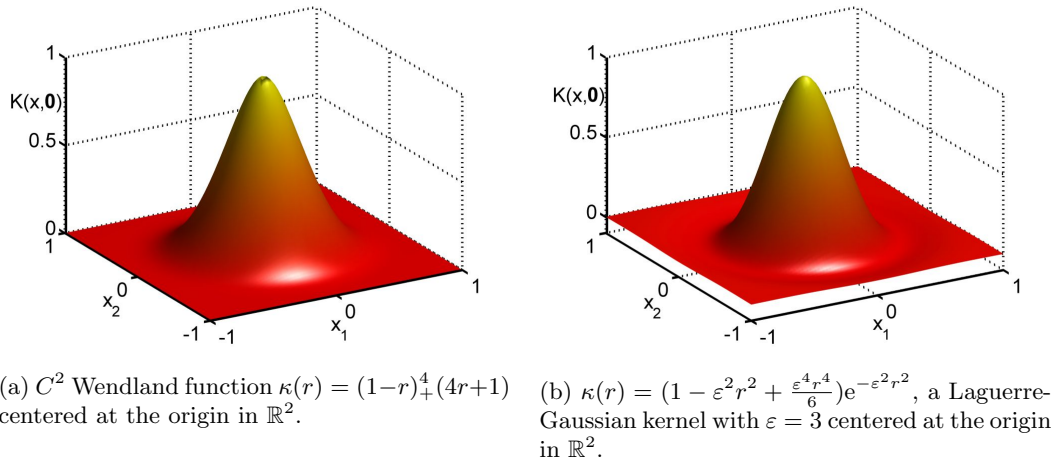 1
K(x,0)
0.5
0
1
x2 0
-1
-1
0
x1
1
1
K(x,0)
0.5
0
1
x2 0
-1
-1
0
x1
1
(a) C² Wendland function κ(r) = (1−r)⁴₊(4r+1)
centered at the origin in ℝ².
(b) κ(r) = (1 − ε²r² + ε⁴r⁴/6)e^{−ε²r²}, a Laguerre-
Gaussian kernel with ε = 3 centered at the origin
in ℝ².